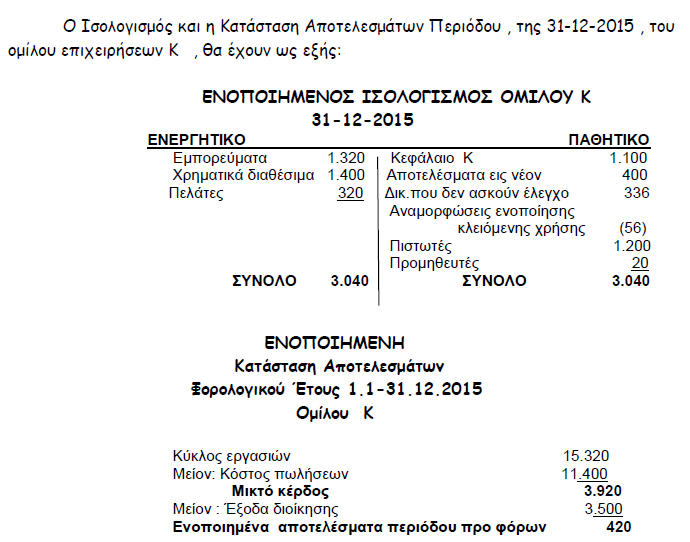 Ο Ισολογισμός και η Κατάσταση Αποτελεσμάτων Περιόδου , της 31-12-2015 , του
ομίλου επιχειρήσεων Κ , θα έχουν ως εξής:
ΕΝΟΠΟΙΗΜΕΝΟΣ ΙΣΟΛΟΓΙΣΜΟΣ ΟΜΙΛΟΥ Κ
31-12-2015
ΕΝΕΡΓΗΤΙΚΟ ΠΑΘΗΤΙΚΟ
Εμπορεύματα 1.320 Κεφάλαιο Κ 1.100
Χρηματικά διαθέσιμα 1.400 Αποτελέσματα εις νέον 400
Πελάτες 320 Δικ.που δεν ασκούν έλεγχο 336
Αναμορφώσεις ενοποίησης
κλειόμενης χρήσης (56)
Πιστωτές 1.200
Προμηθευτές 20
ΣΥΝΟΛΟ 3.040 ΣΥΝΟΛΟ 3.040
ΕΝΟΠΟΙΗΜΕΝΗ
Κατάσταση Αποτελεσμάτων
Φορολογικού Έτους 1.1-31.12.2015
Ομίλου Κ
Κύκλος εργασιών 15.320
Μείον: Κόστος πωλήσεων 11.400
Μικτό κέρδος 3.920
Μείον : Έξοδα διοίκησης 3.500
Ενοποιημένα αποτελέσματα περιόδου προ φόρων 420